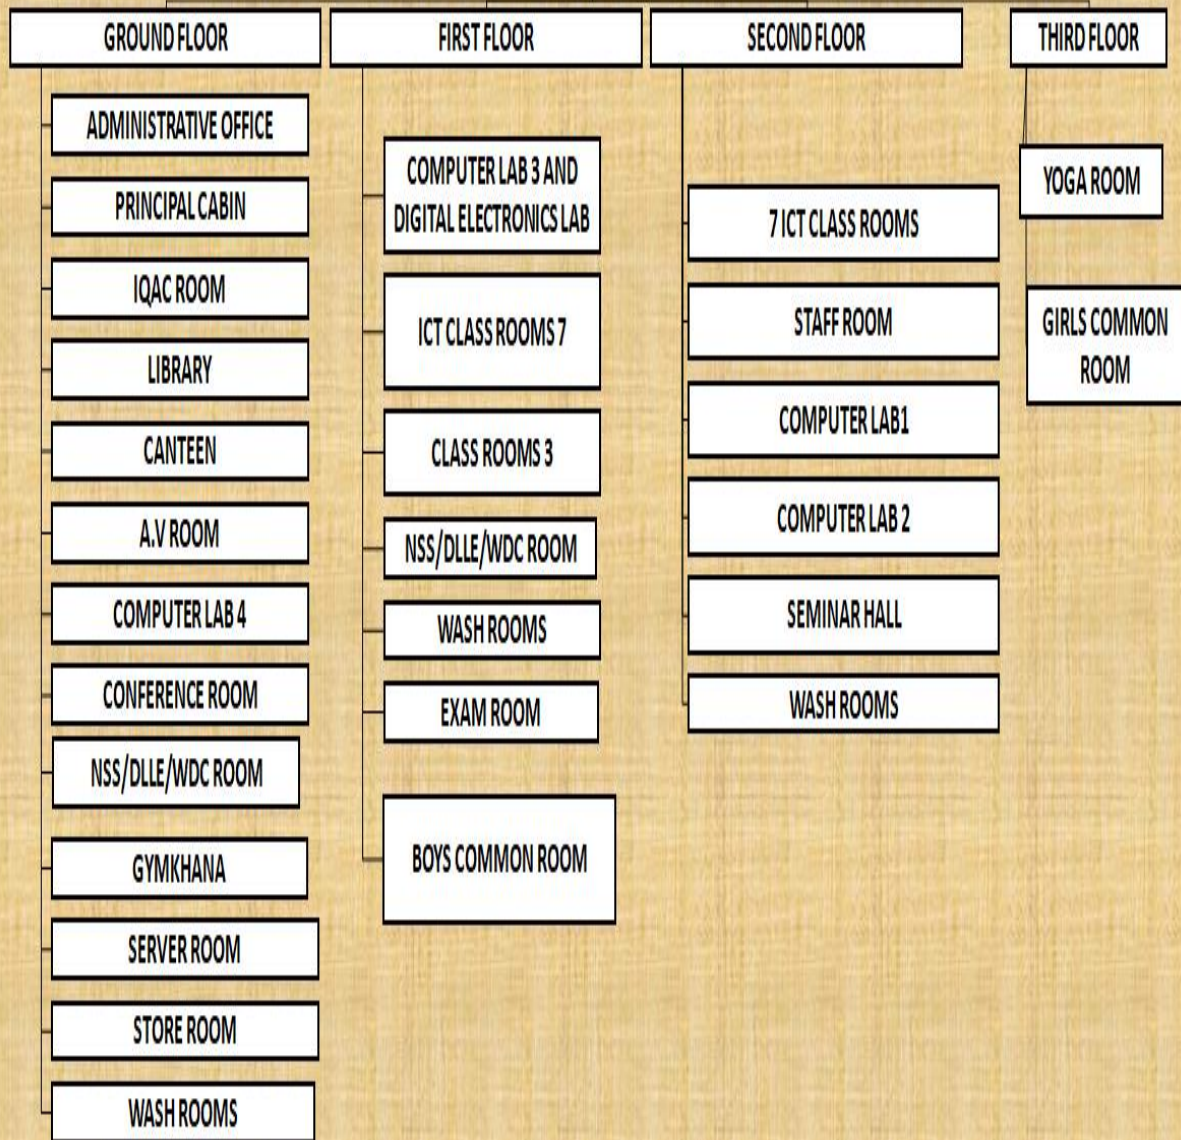 GROUND FLOOR
ADMINISTRATIVE OFFICE
PRINCIPAL CABIN
IQAC ROOM
LIBRARY
CANTEEN
A.V ROOM
COMPUTER LAB 4
CONFERENCE ROOM
NSS/DLLE/WDC ROOM
GYMKHANA
SERVER ROOM
STORE ROOM
WASH ROOMS
FIRST FLOOR
COMPUTER LAB 3 AND
DIGITAL ELECTRONICS LAB
ICT CLASS ROOMS 7
CLASS ROOMS 3
NSS/DLLE/WDC ROOM
WASH ROOMS
EXAM ROOM
BOYS COMMON ROOM
SECOND FLOOR
7 ICT CLASS ROOMS
STAFF ROOM
COMPUTER LAB1
COMPUTER LAB 2
SEMINAR HALL
WASH ROOMS
THIRD FLOOR
YOGA ROOM
GIRLS COMMON
ROOM